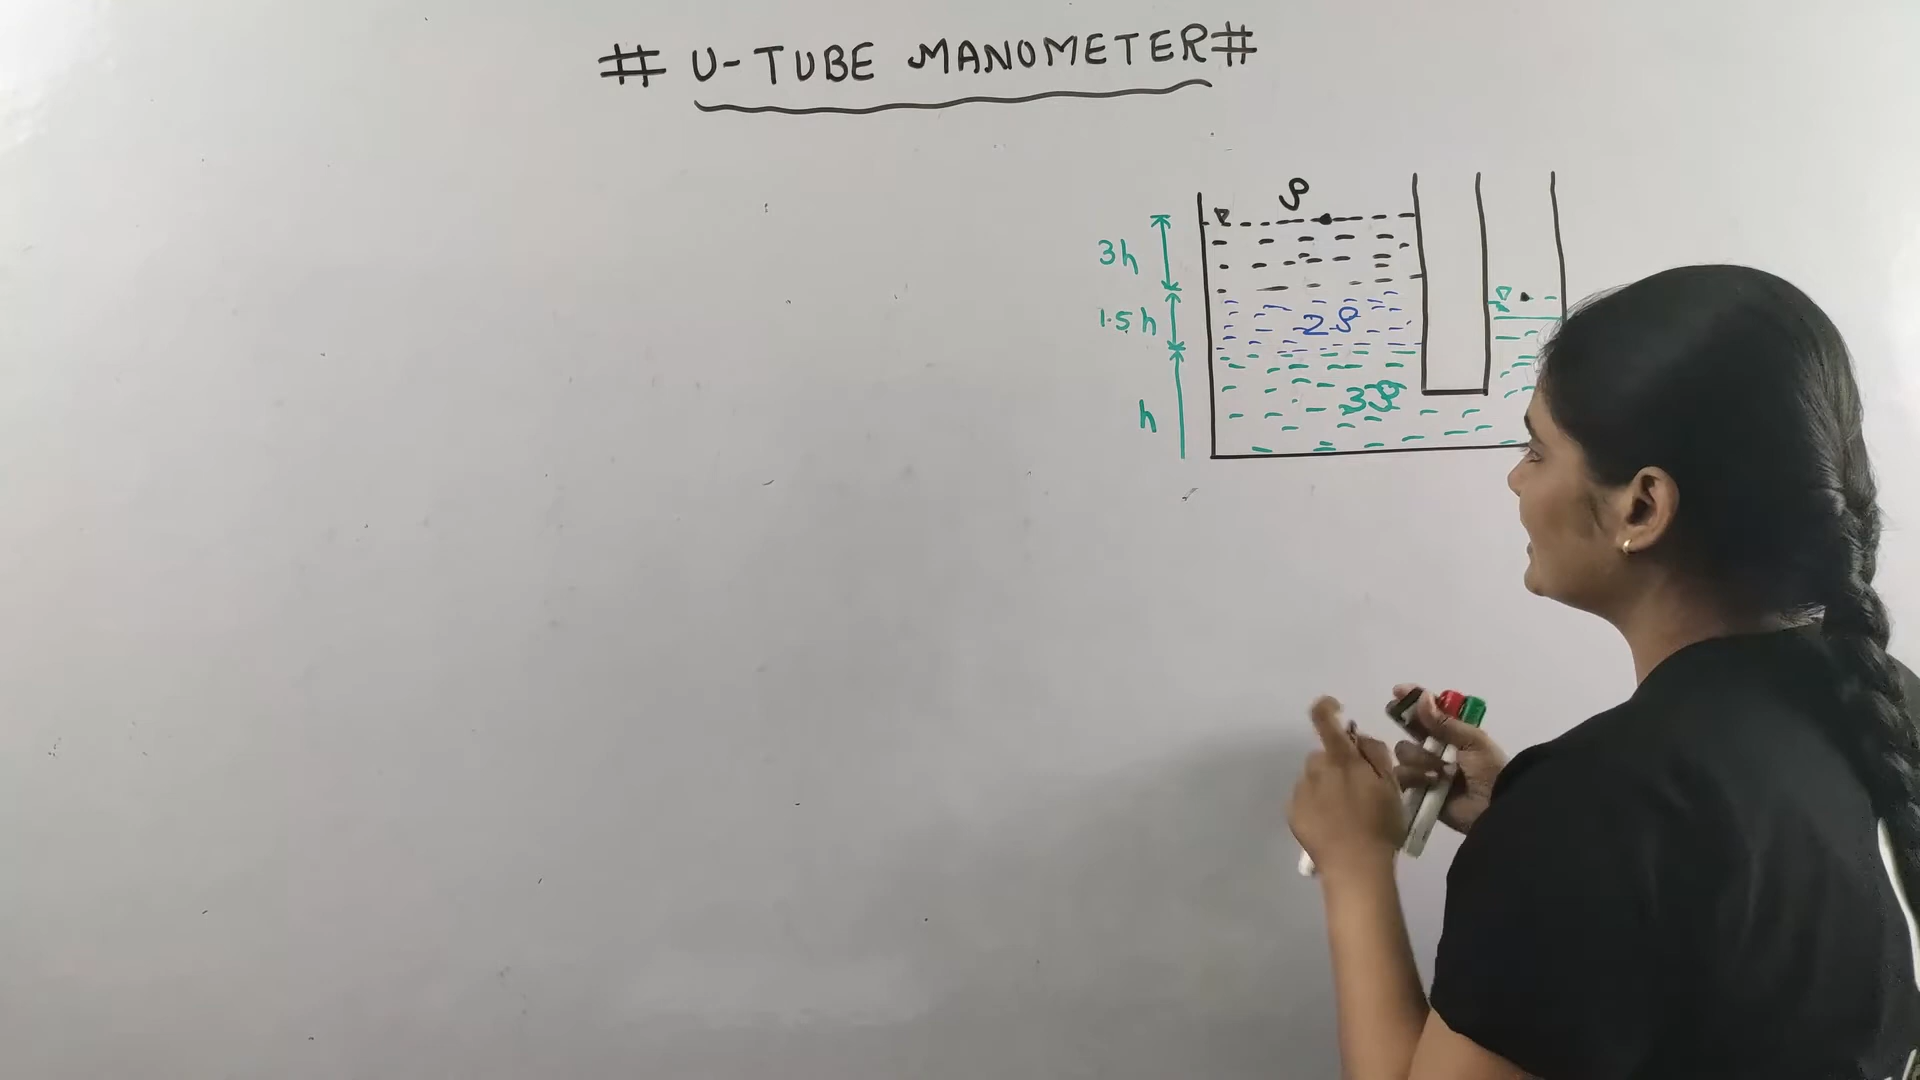 # U-TUBE MANOMETER#
ρ
3h
1.5h
2ρ
3ρ
h